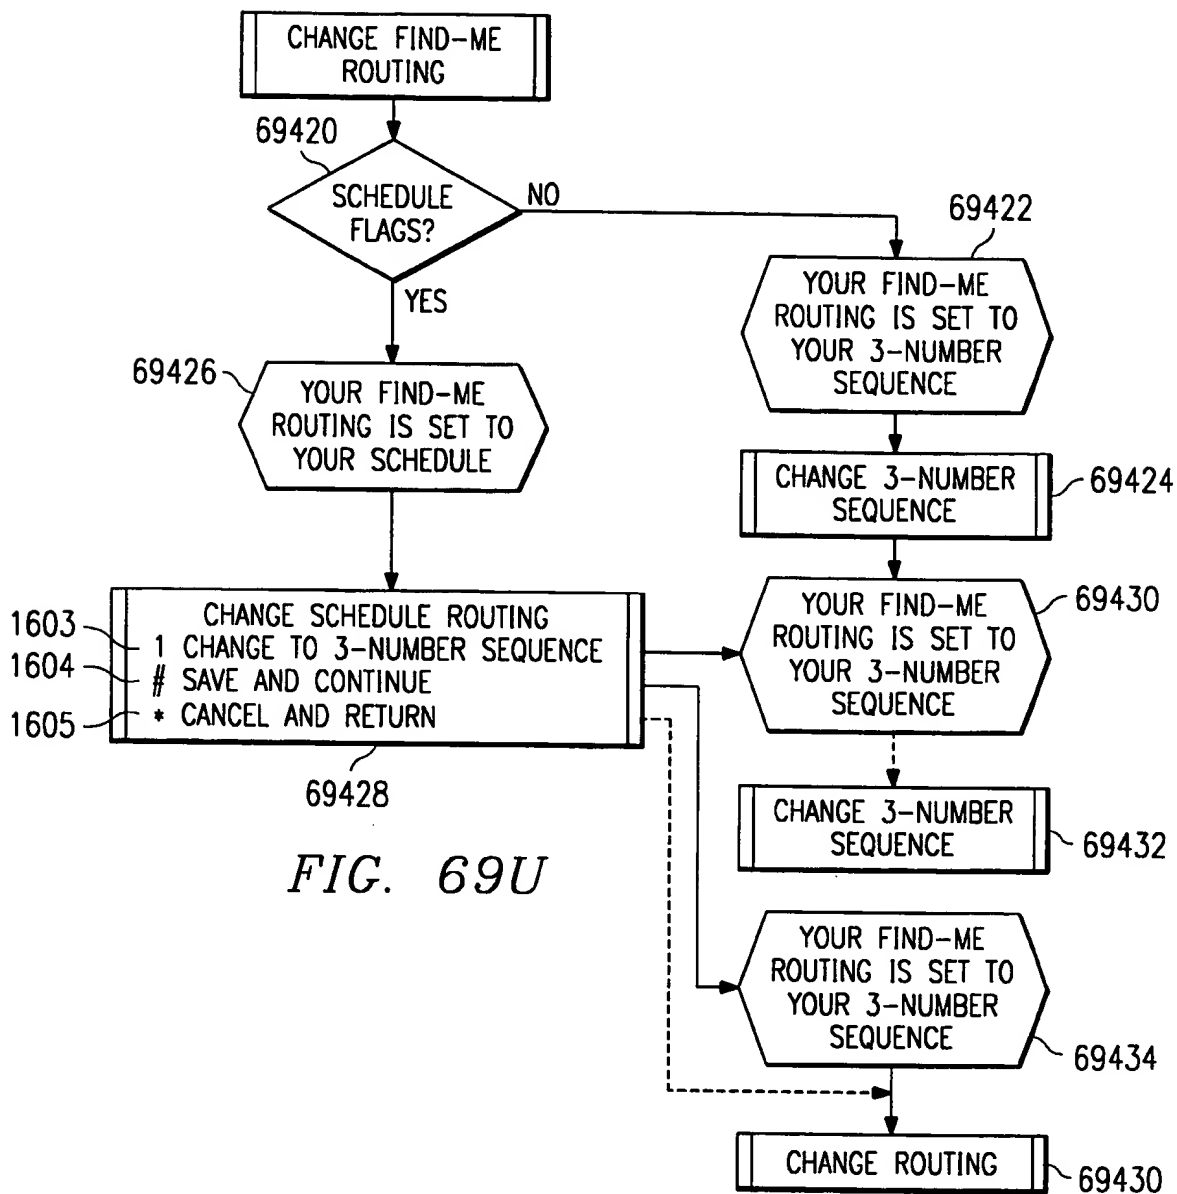 CHANGE FIND-ME
ROUTING
69420
SCHEDULE
FLAGS?
NO
YES
69422
YOUR FIND-ME
ROUTING IS SET TO
YOUR 3-NUMBER
SEQUENCE
69426
YOUR FIND-ME
ROUTING IS SET TO
YOUR SCHEDULE
CHANGE 3-NUMBER
SEQUENCE
69424
CHANGE SCHEDULE ROUTING
1603
1 CHANGE TO 3-NUMBER SEQUENCE
1604
# SAVE AND CONTINUE
1605
* CANCEL AND RETURN
69428
YOUR FIND-ME
ROUTING IS SET TO
YOUR 3-NUMBER
SEQUENCE
69430
CHANGE 3-NUMBER
SEQUENCE
69432
FIG. 69U
YOUR FIND-ME
ROUTING IS SET TO
YOUR 3-NUMBER
SEQUENCE
69434
CHANGE ROUTING
69430